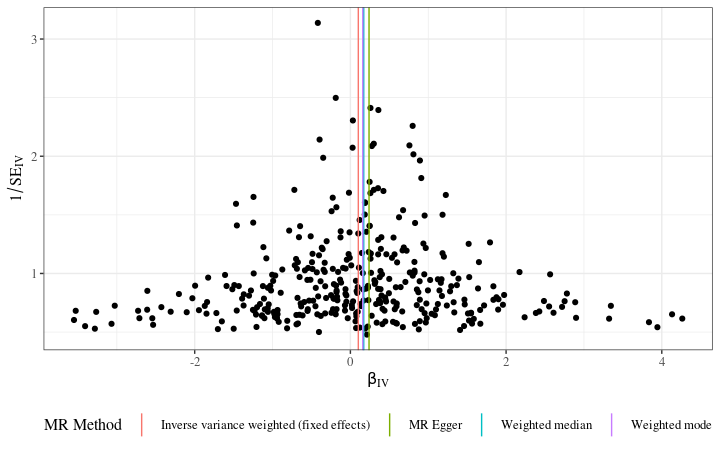 3
2
1
1/SE_IV
-2
0
2
4
β_IV
MR Method
Inverse variance weighted (fixed effects)
MR Egger
Weighted median
Weighted mode